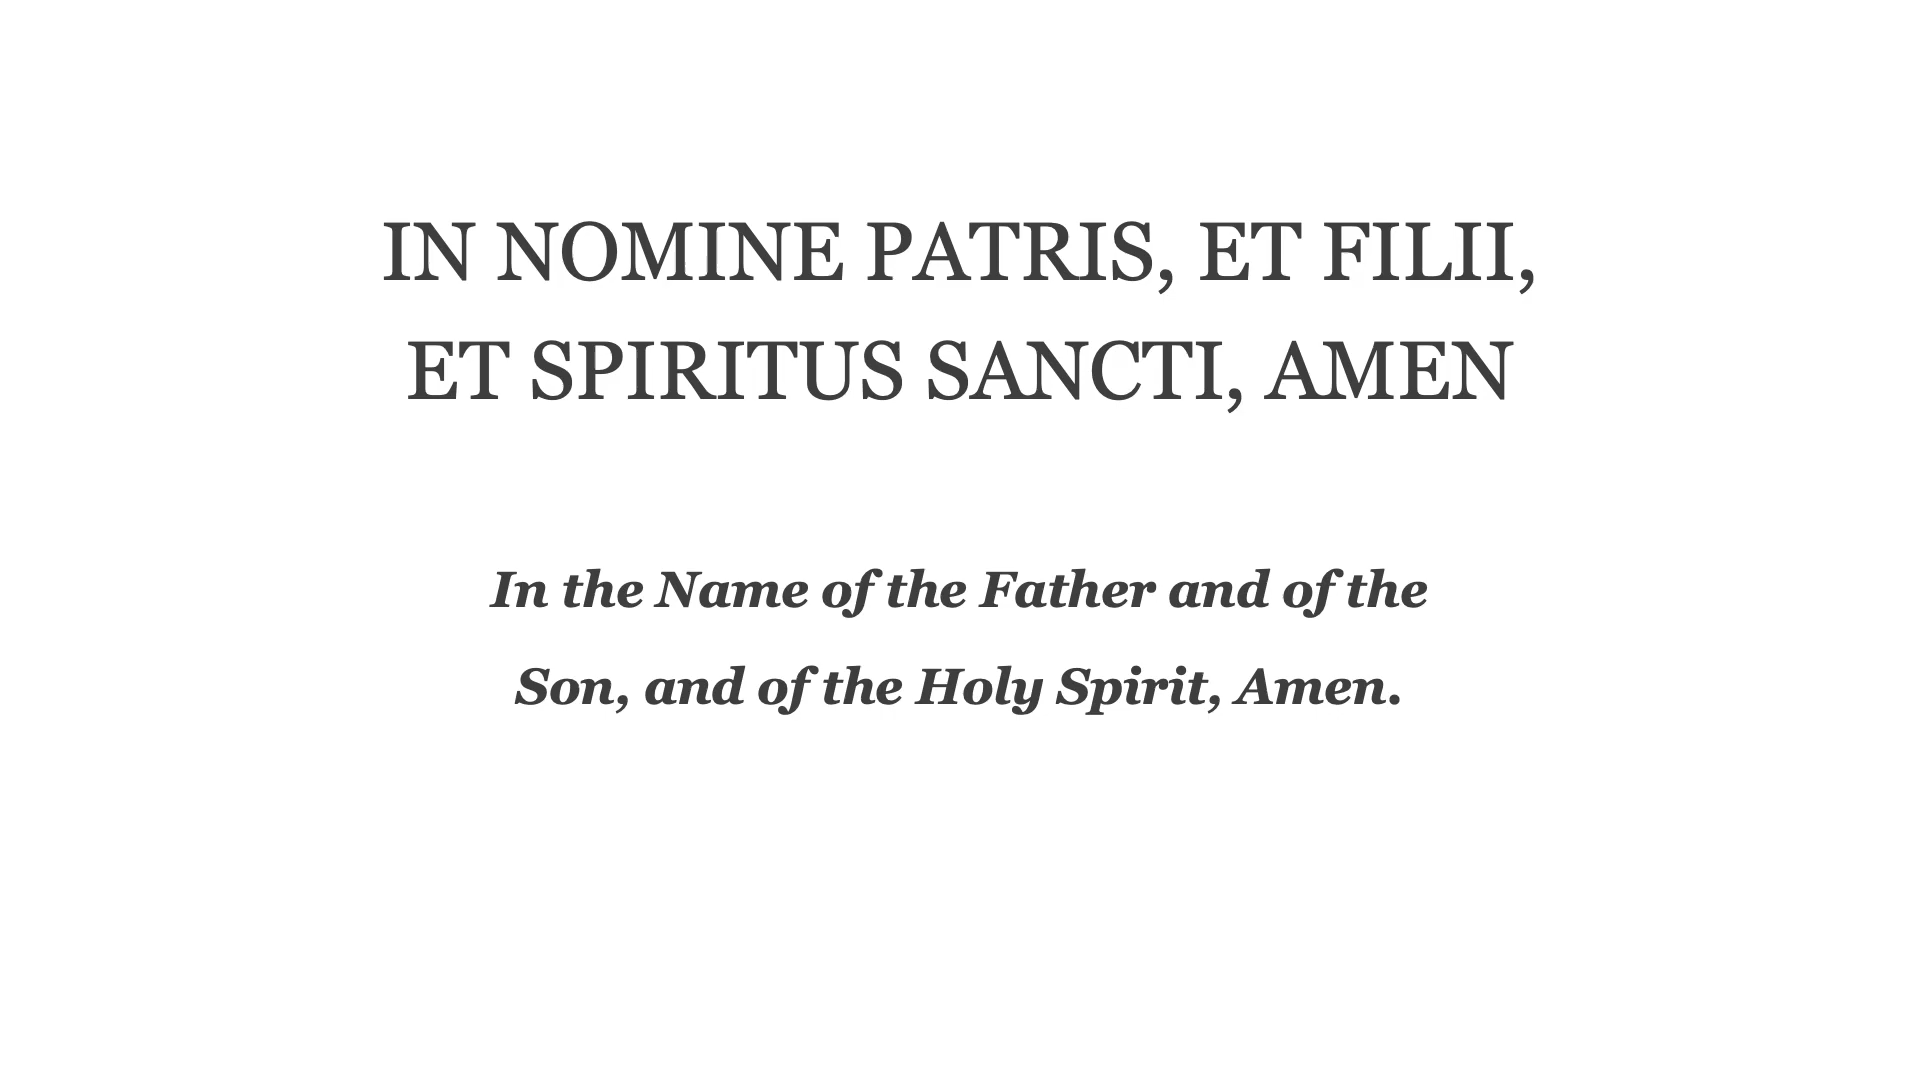 IN NOMINE PATRIS, ET FILII,
ET SPIRITUS SANCTI, AMEN
In the Name of the Father and of the
Son, and of the Holy Spirit, Amen.